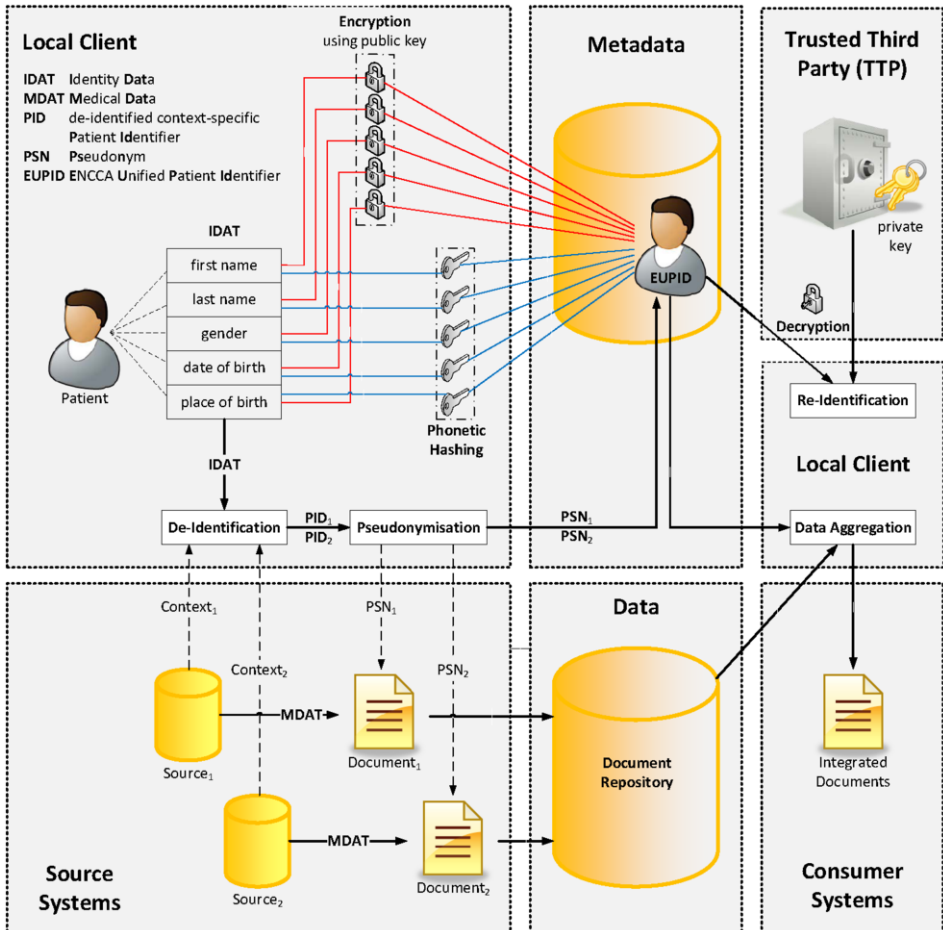 Local Client
IDAT Identity Data
MDAT Medical Data
PID de-identified context-specific
Patient Identifier
PSN Pseudonym
EUPID ENCCA Unified Patient Identifier
Encryption
using public key
IDAT
first name
last name
gender
date of birth
place of birth
Patient
Phonetic
Hashing
IDAT
De-Identification
PID₁
PID₂
Pseudonymisation
PSN₁
PSN₂
Metadata
EUPID
Trusted Third
Party (TTP)
private
key
Decryption
Re-Identification
Local Client
Data Aggregation
Context₁
Context₂
PSN₁
PSN₂
MDAT
Source₁
Document₁
MDAT
Source₂
Document₂
Source
Systems
Data
Document
Repository
Integrated
Documents
Consumer
Systems